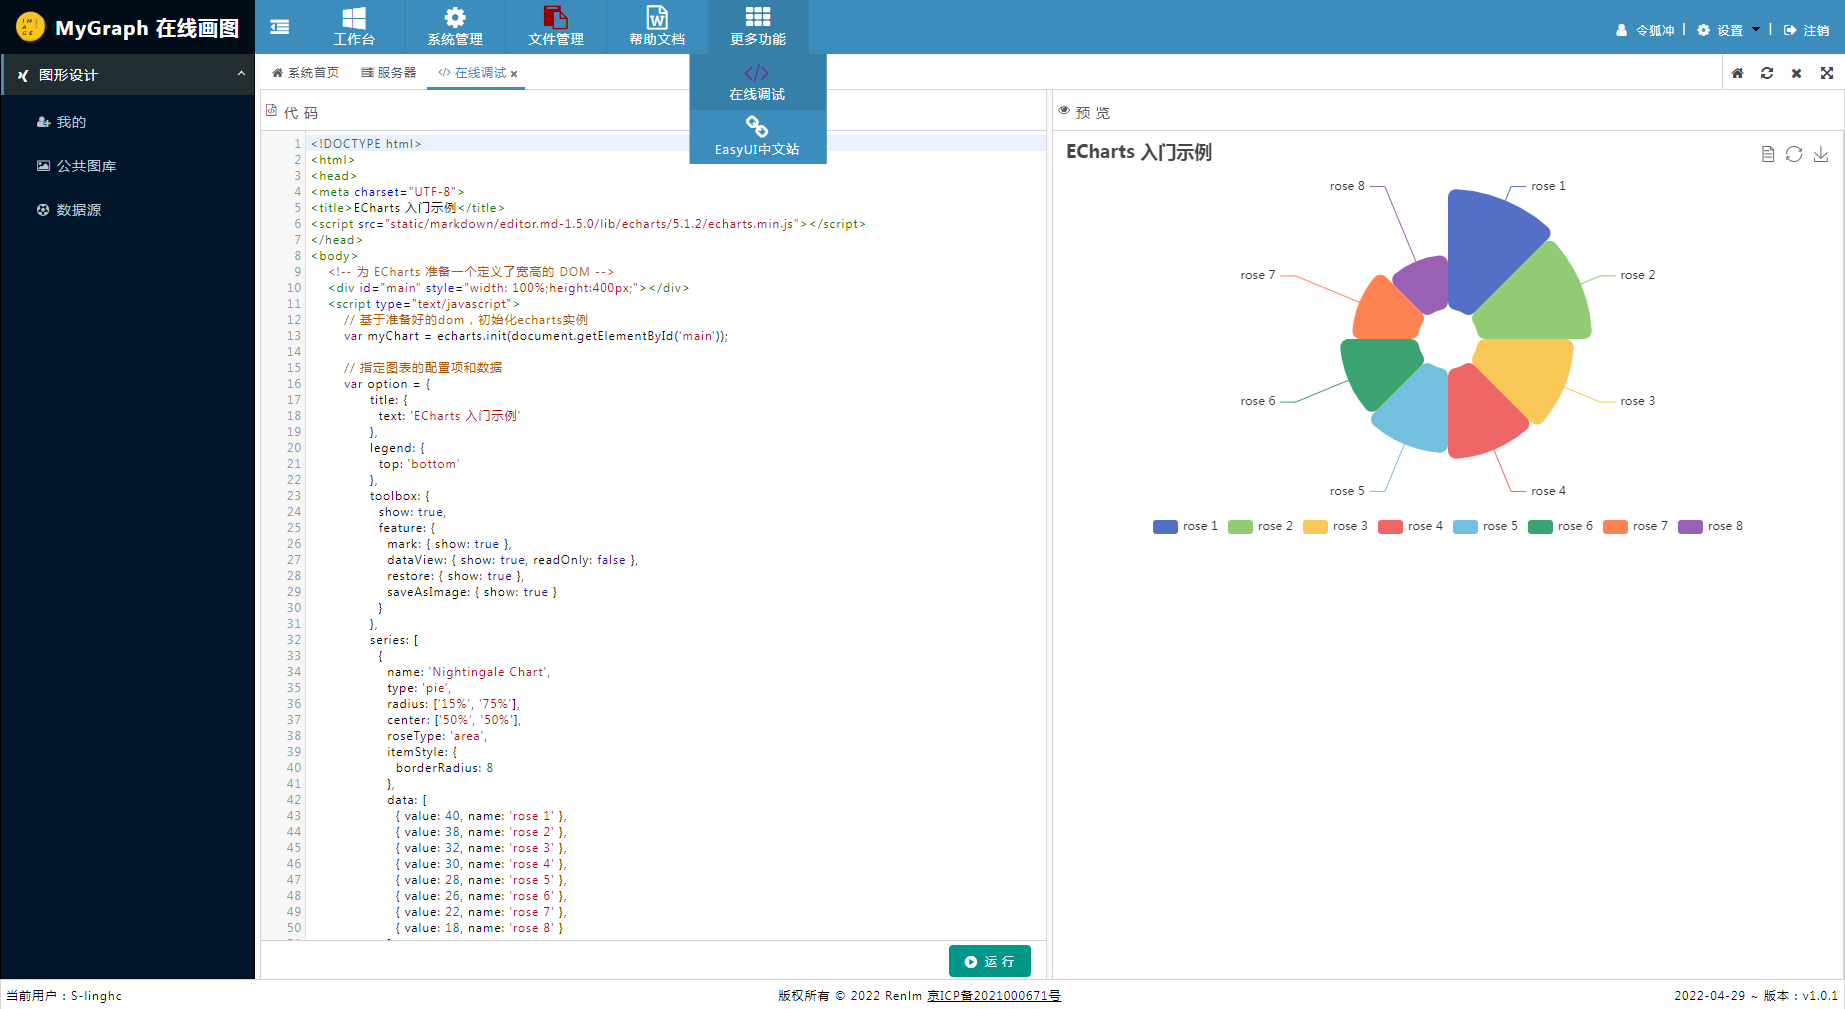 MyGraph 在线画图
工作台
系统管理
文件管理
帮助文档
更多功能
令狐冲 | 设置 | 注销
图形设计
我的
公共图库
数据源
系统首页
服务器
</> 在线调试 ×
</>
在线调试
EasyUI中文站
代 码
1 <!DOCTYPE html>
2 <html>
3 <head>
4 <meta charset="UTF-8">
5 <title>ECharts 入门示例</title>
6 <script src="static/markdown/editor.md-1.5.0/lib/echarts/5.1.2/echarts.min.js"></script>
7 </head>
8 <body>
9 <!-- 为 ECharts 准备一个定义了宽高的 DOM -->
10 <div id="main" style="width: 100%;height:400px;"></div>
11 <script type="text/javascript">
12 // 基于准备好的dom，初始化echarts实例
13 var myChart = echarts.init(document.getElementById('main'));
14
15 // 指定图表的配置项和数据
16 var option = {
17 title: {
18 text: 'ECharts 入门示例'
19 },
20 legend: {
21 top: 'bottom'
22 },
23 toolbox: {
24 show: true,
25 feature: {
26 mark: { show: true },
27 dataView: { show: true, readOnly: false },
28 restore: { show: true },
29 saveAsImage: { show: true }
30 }
31 },
32 series: [
33 {
34 name: 'Nightingale Chart',
35 type: 'pie',
36 radius: ['15%', '75%'],
37 center: ['50%', '50%'],
38 roseType: 'area',
39 itemStyle: {
40 borderRadius: 8
41 },
42 data: [
43 { value: 40, name: 'rose 1' },
44 { value: 38, name: 'rose 2' },
45 { value: 32, name: 'rose 3' },
46 { value: 30, name: 'rose 4' },
47 { value: 28, name: 'rose 5' },
48 { value: 26, name: 'rose 6' },
49 { value: 22, name: 'rose 7' },
50 { value: 18, name: 'rose 8' }
运 行
预 览
ECharts 入门示例
rose 8
rose 1
rose 7
rose 2
rose 6
rose 3
rose 5
rose 4
rose 1 rose 2 rose 3 rose 4 rose 5 rose 6 rose 7 rose 8
当前用户：S-linghc
版权所有 © 2022 Renlm 京ICP备2021000671号
2022-04-29 ~ 版本：v1.0.1